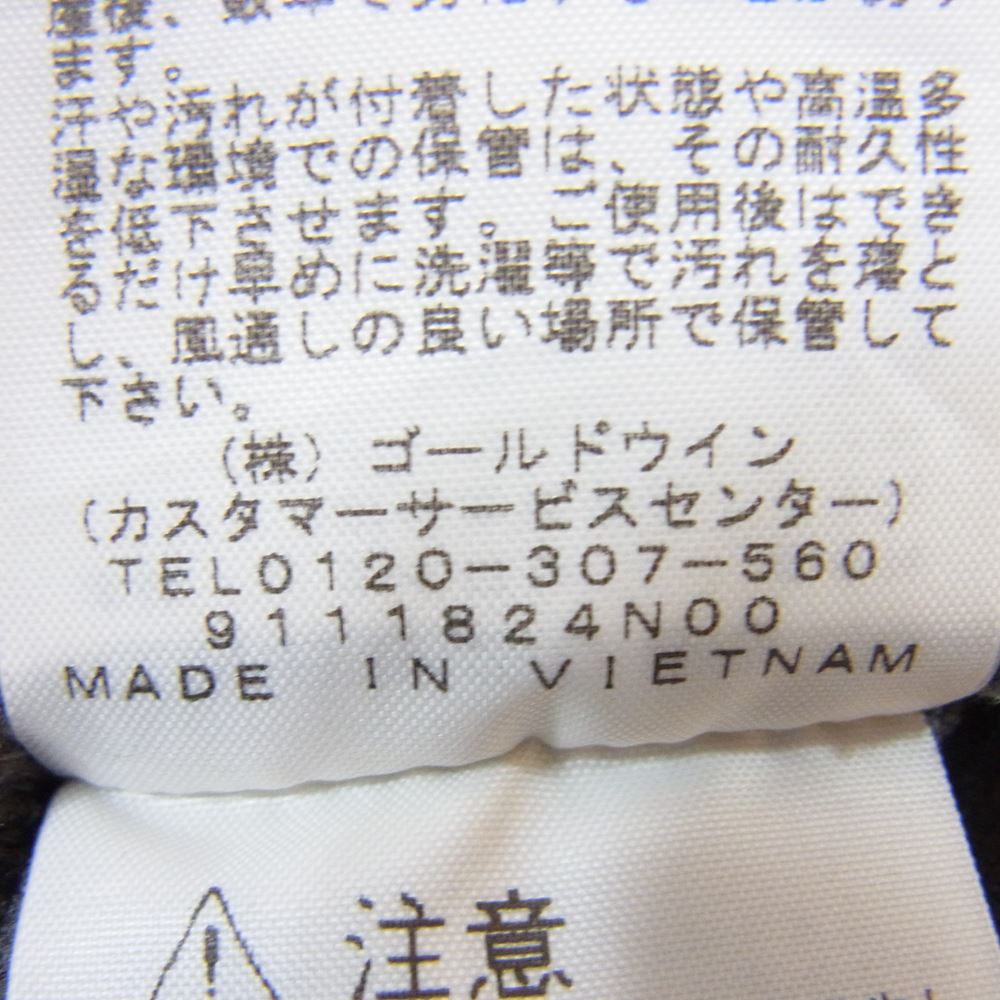 ます。
汗や汚れが付着した状態や高温多
湿な環境での保管は、その耐久性
を低下させます。ご使用後はできる
だけ早めに洗濯等で汚れを落とし、
風通しの良い場所で保管して
下さい。
(株) ゴールドウイン
(カスタマーサービスセンター)
TEL0120-307-560
9111824N00
MADE IN VIETNAM
注意